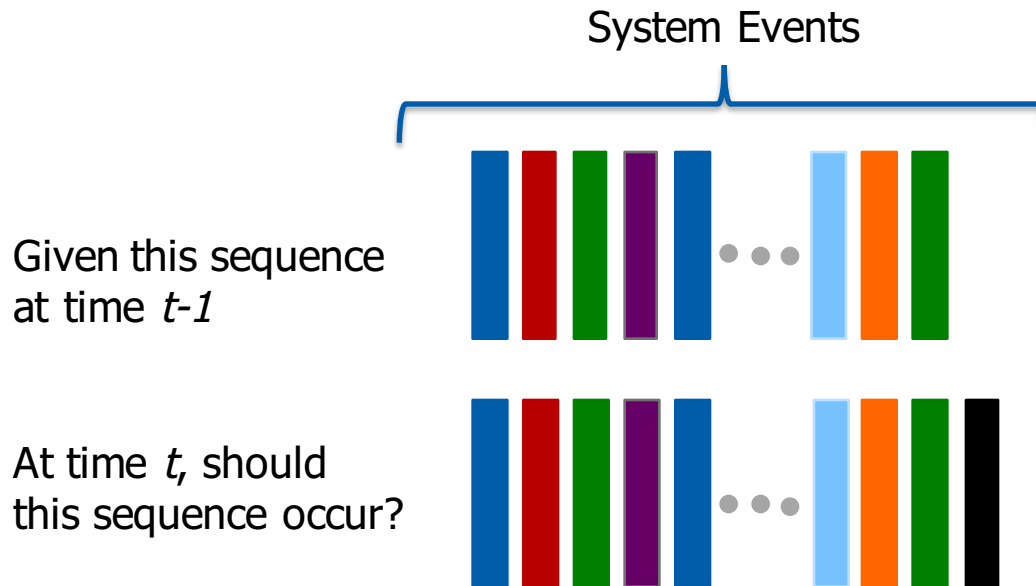 System Events
Given this sequence
at time t-1
At time t, should
this sequence occur?